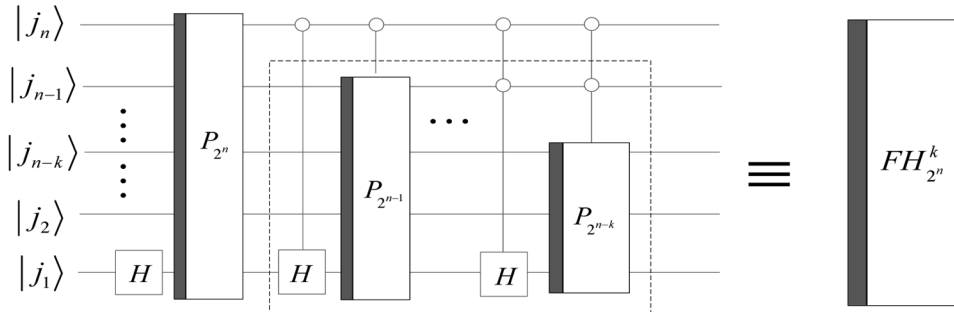 |j_n⟩
|j_{n-1}⟩
|j_{n-k}⟩
|j_2⟩
|j_1⟩
H
P_{2^n}
H
P_{2^{n-1}}
...
H
P_{2^{n-k}}
≡
FH^k_{2^n}